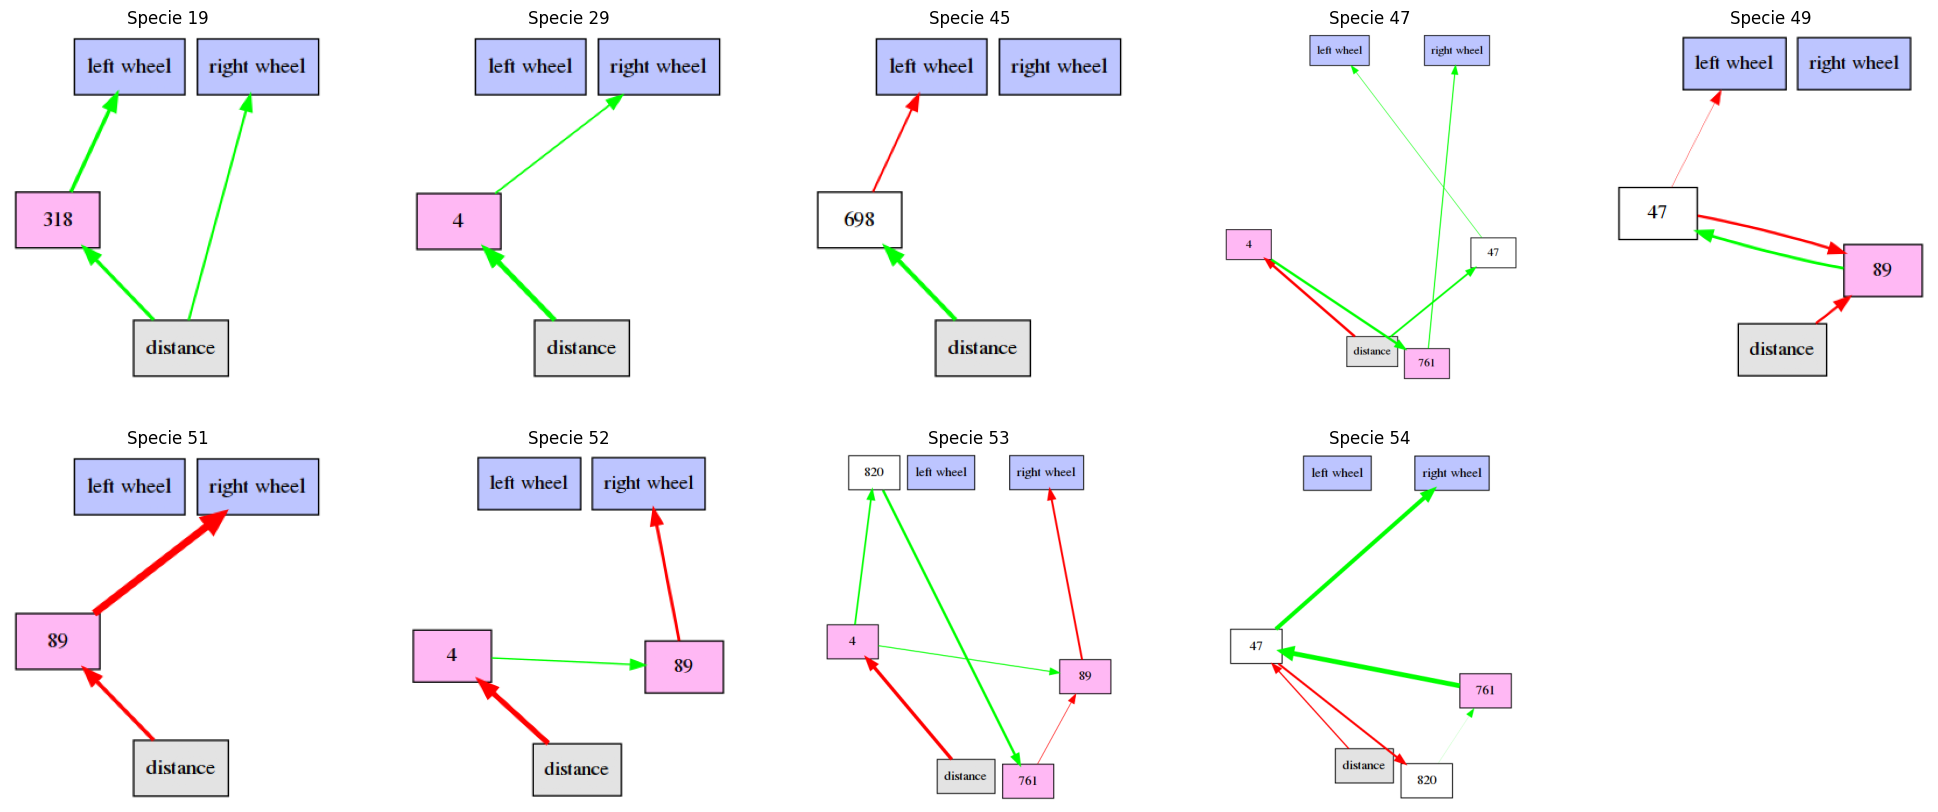 Specie 19
left wheel
right wheel
318
distance
Specie 29
left wheel
right wheel
4
distance
Specie 45
left wheel
right wheel
698
distance
Specie 47
left wheel
right wheel
4
47
distance
761
Specie 49
left wheel
right wheel
47
89
distance
Specie 51
left wheel
right wheel
89
distance
Specie 52
left wheel
right wheel
4
89
distance
Specie 53
820
left wheel
right wheel
4
89
distance
761
Specie 54
left wheel
right wheel
47
761
distance
820